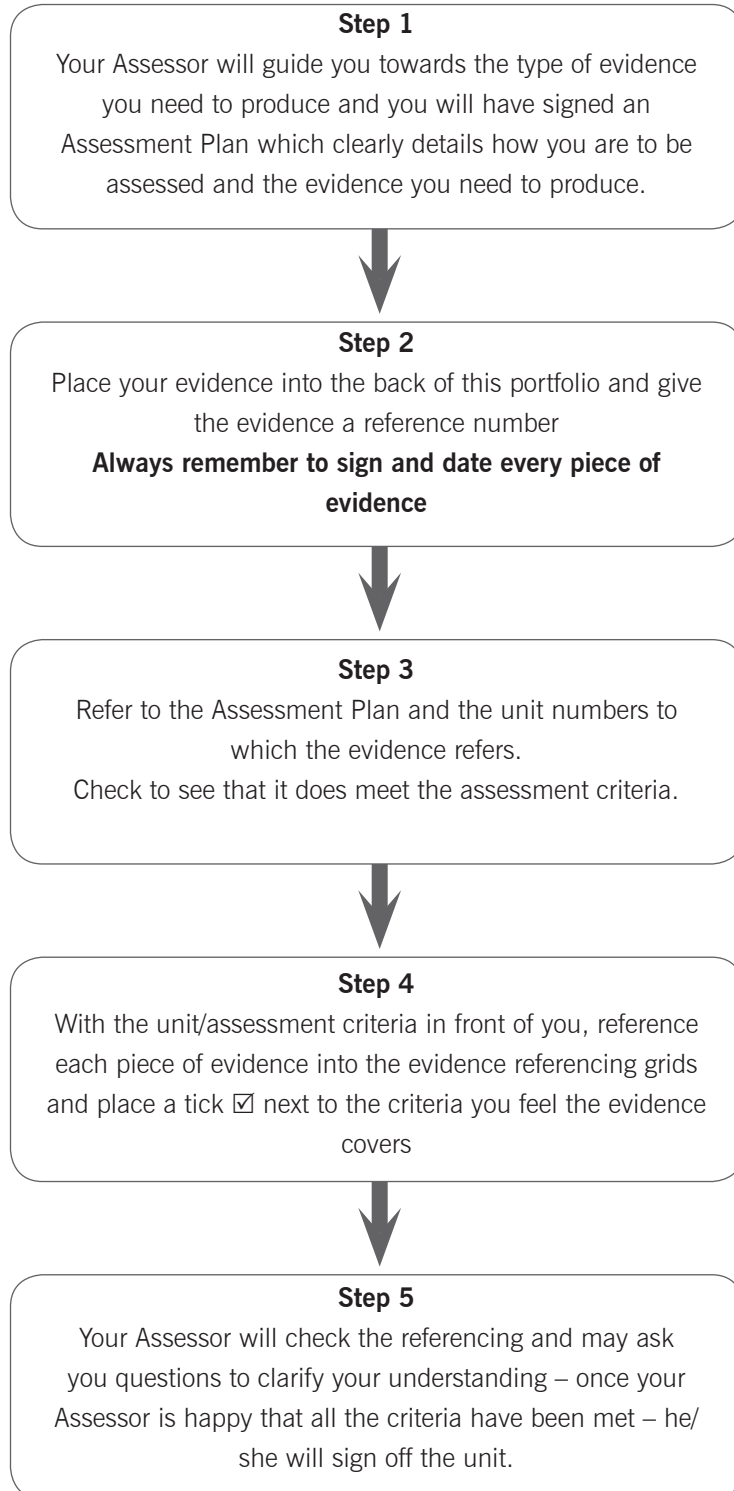 Step 1
Your Assessor will guide you towards the type of evidence
you need to produce and you will have signed an
Assessment Plan which clearly details how you are to be
assessed and the evidence you need to produce.
Step 2
Place your evidence into the back of this portfolio and give
the evidence a reference number
Always remember to sign and date every piece of
evidence
Step 3
Refer to the Assessment Plan and the unit numbers to
which the evidence refers.
Check to see that it does meet the assessment criteria.
Step 4
With the unit/assessment criteria in front of you, reference
each piece of evidence into the evidence referencing grids
and place a tick ☑ next to the criteria you feel the evidence
covers
Step 5
Your Assessor will check the referencing and may ask
you questions to clarify your understanding – once your
Assessor is happy that all the criteria have been met – he/
she will sign off the unit.